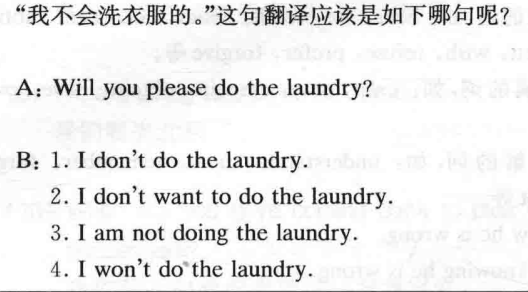 “我不会洗衣服的。”这句翻译应该是如下哪句呢？
A：Will you please do the laundry?
B：1. I don't do the laundry.
2. I don't want to do the laundry.
3. I am not doing the laundry.
4. I won't do the laundry.